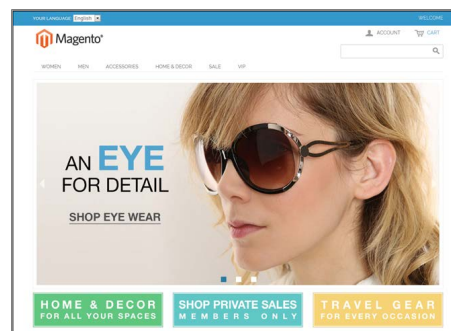 YOUR LANGUAGE: English
WELCOME
Magento®
ACCOUNT
CART
WOMEN MEN ACCESSORIES HOME & DECOR SALE VIP
AN EYE
FOR DETAIL
SHOP EYE WEAR
HOME & DECOR
FOR ALL YOUR SPACES
SHOP PRIVATE SALES
MEMBERS ONLY
TRAVEL GEAR
FOR EVERY OCCASION